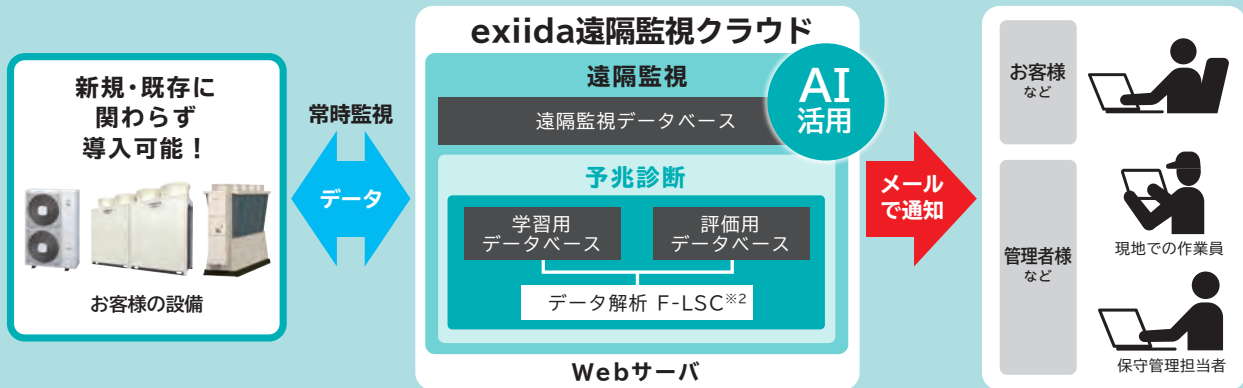 新規・既存に
関わらず
導入可能！
お客様の設備
常時監視
データ
exiida遠隔監視クラウド
遠隔監視
AI
活用
遠隔監視データベース
予兆診断
学習用
データベース
評価用
データベース
データ解析 F-LSC※2
Webサーバ
メール
で通知
お客様
など
管理者様
など
現地での作業員
保守管理担当者